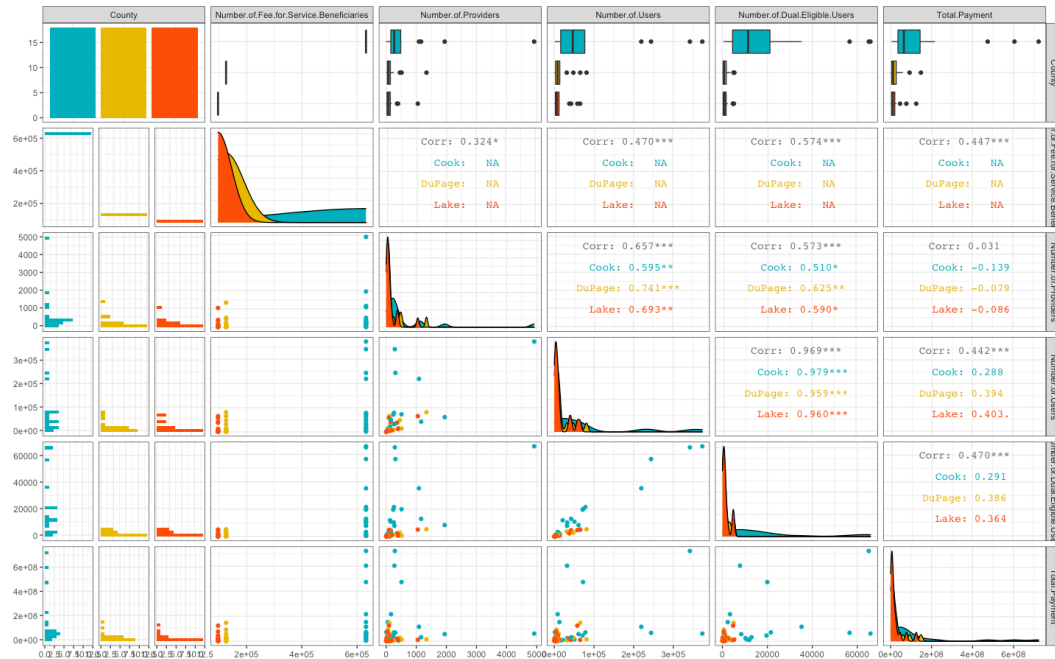 County
Number.of.Fee.for.Service.Beneficiaries
Number.of.Providers
Number.of.Users
Number.of.Dual.Eligible.Users
Total.Payment
15
10
5
0
County
6e+05
4e+05
2e+05
Corr: 0.324*
Cook: NA
DuPage: NA
Lake: NA
Corr: 0.470***
Cook: NA
DuPage: NA
Lake: NA
Corr: 0.574***
Cook: NA
DuPage: NA
Lake: NA
Corr: 0.447***
Cook: NA
DuPage: NA
Lake: NA
5000
4000
3000
2000
1000
0
Corr: 0.657***
Cook: 0.595**
DuPage: 0.741***
Lake: 0.693**
Corr: 0.573***
Cook: 0.510*
DuPage: 0.625**
Lake: 0.590*
Corr: 0.031
Cook: -0.139
DuPage: -0.079
Lake: -0.086
3e+05
2e+05
1e+05
0e+00
Corr: 0.969***
Cook: 0.979***
DuPage: 0.959***
Lake: 0.960***
Corr: 0.442***
Cook: 0.288
DuPage: 0.394
Lake: 0.403.
Number.of.Users
60000
40000
20000
0
Corr: 0.470***
Cook: 0.291
DuPage: 0.386
Lake: 0.364
6e+08
4e+08
2e+08
0e+00
Total.Payment
2e+05 4e+05 6e+05
0 1000 2000 3000 4000
1e+05 2e+05 3e+05
0 20000 40000 60000
0e+00 2e+08 4e+08 6e+08